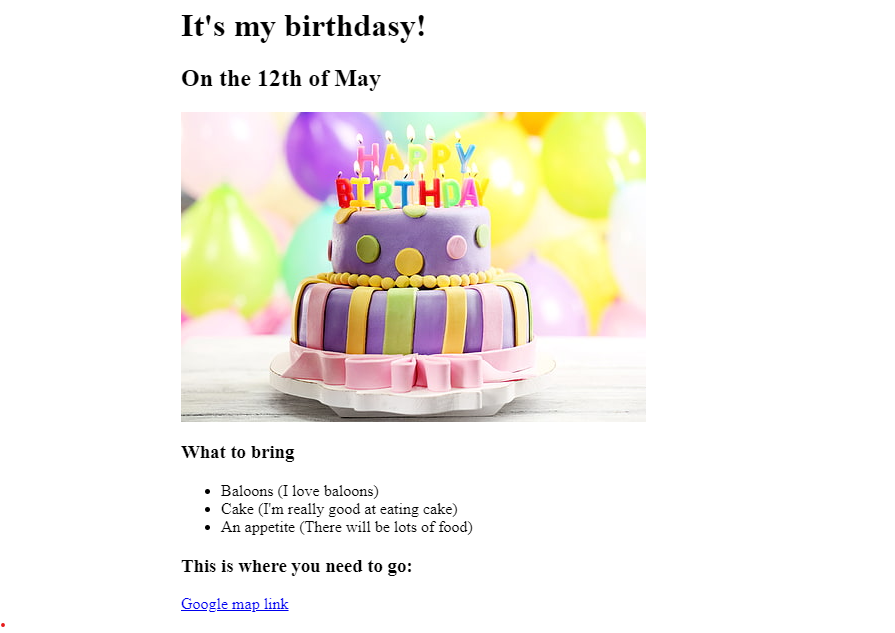 It's my birthdasy!
On the 12th of May
HAPPY
BIRTHDAY
What to bring
Baloons (I love baloons)
Cake (I'm really good at eating cake)
An appetite (There will be lots of food)
This is where you need to go:
Google map link